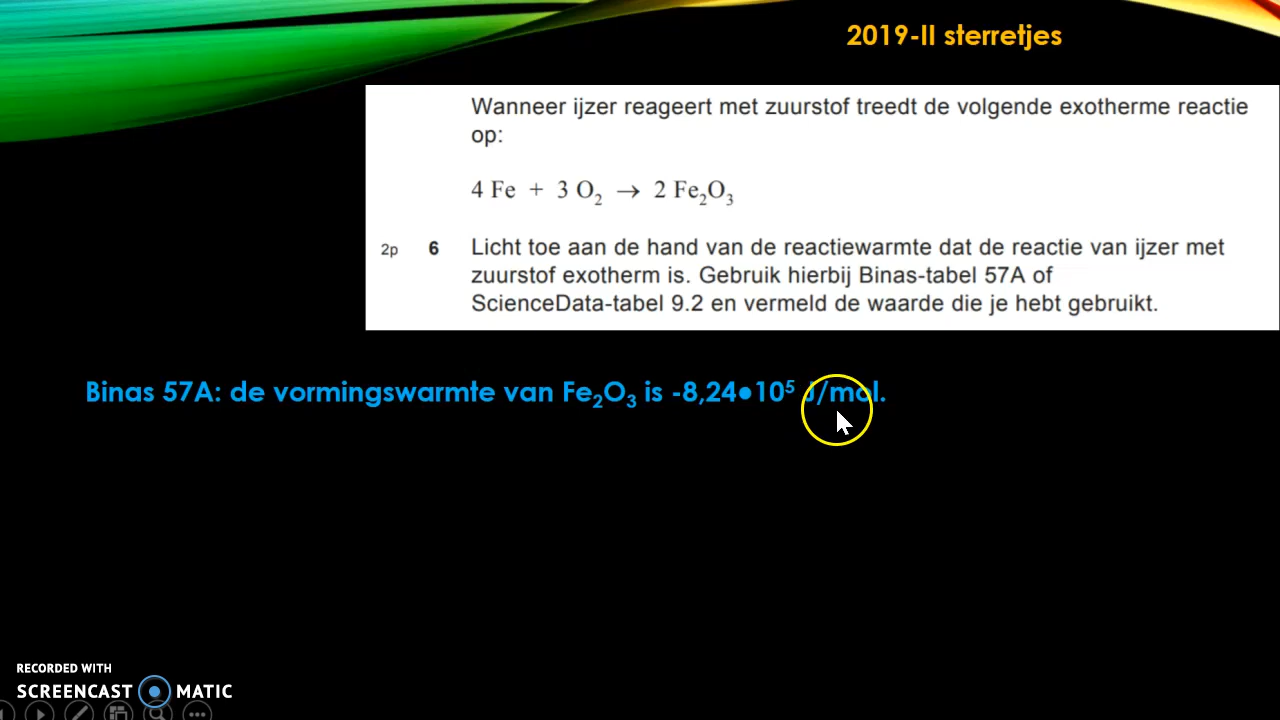 2019-II sterretjes
Wanneer ijzer reageert met zuurstof treedt de volgende exotherme reactie
op:
4 Fe + 3 O₂ → 2 Fe₂O₃
2p 6 Licht toe aan de hand van de reactiewarmte dat de reactie van ijzer met
zuurstof exotherm is. Gebruik hierbij Binas-tabel 57A of
ScienceData-tabel 9.2 en vermeld de waarde die je hebt gebruikt.
Binas 57A: de vormingswarmte van Fe₂O₃ is -8,24●10⁵ J/mol.
RECORDED WITH
SCREENCAST MATIC